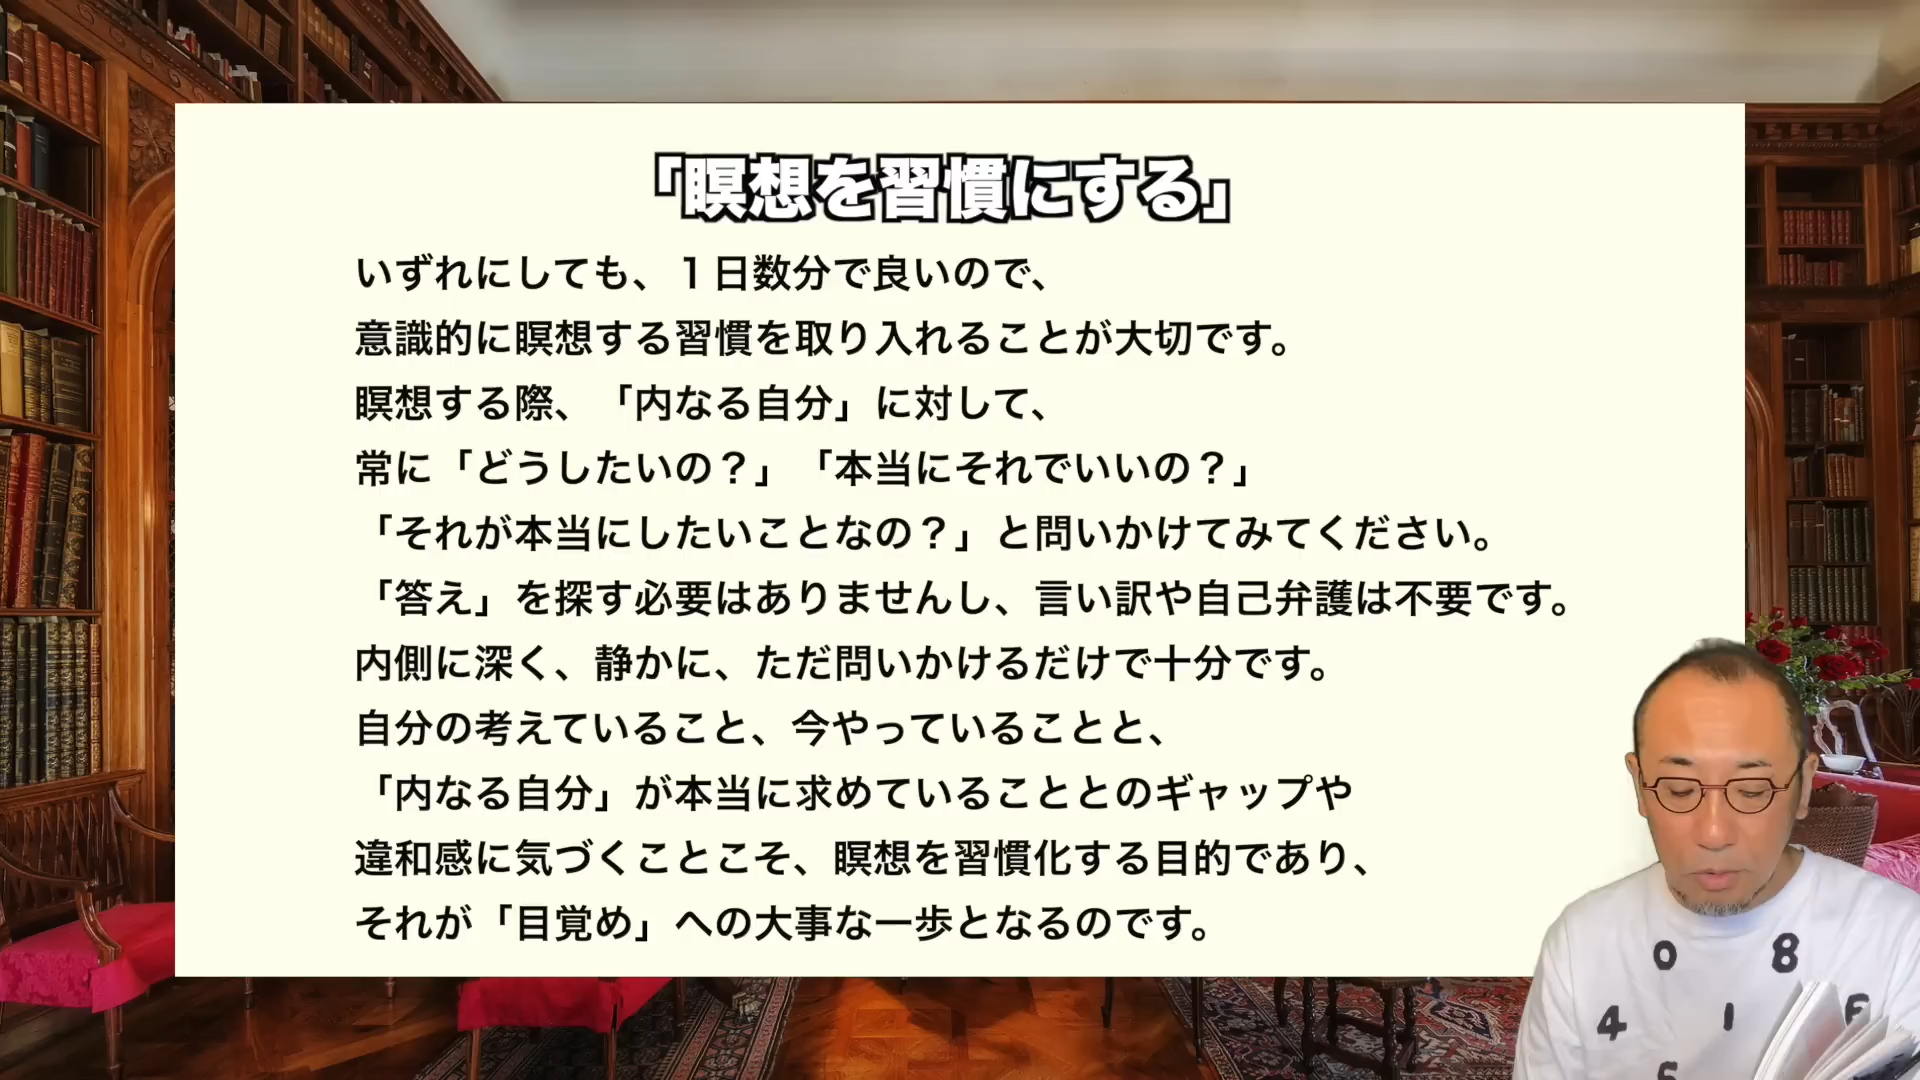 「瞑想を習慣にする」
いずれにしても、１日数分で良いので、
意識的に瞑想する習慣を取り入れることが大切です。
瞑想する際、「内なる自分」に対して、
常に「どうしたいの？」「本当にそれでいいの？」
「それが本当にしたいことなの？」と問いかけてみてください。
「答え」を探す必要はありませんし、言い訳や自己弁護は不要です。
内側に深く、静かに、ただ問いかけるだけで十分です。
自分の考えていること、今やっていることと、
「内なる自分」が本当に求めていることとのギャップや
違和感に気づくことこそ、瞑想を習慣化する目的であり、
それが「目覚め」への大事な一歩となるのです。
0 8
4 1